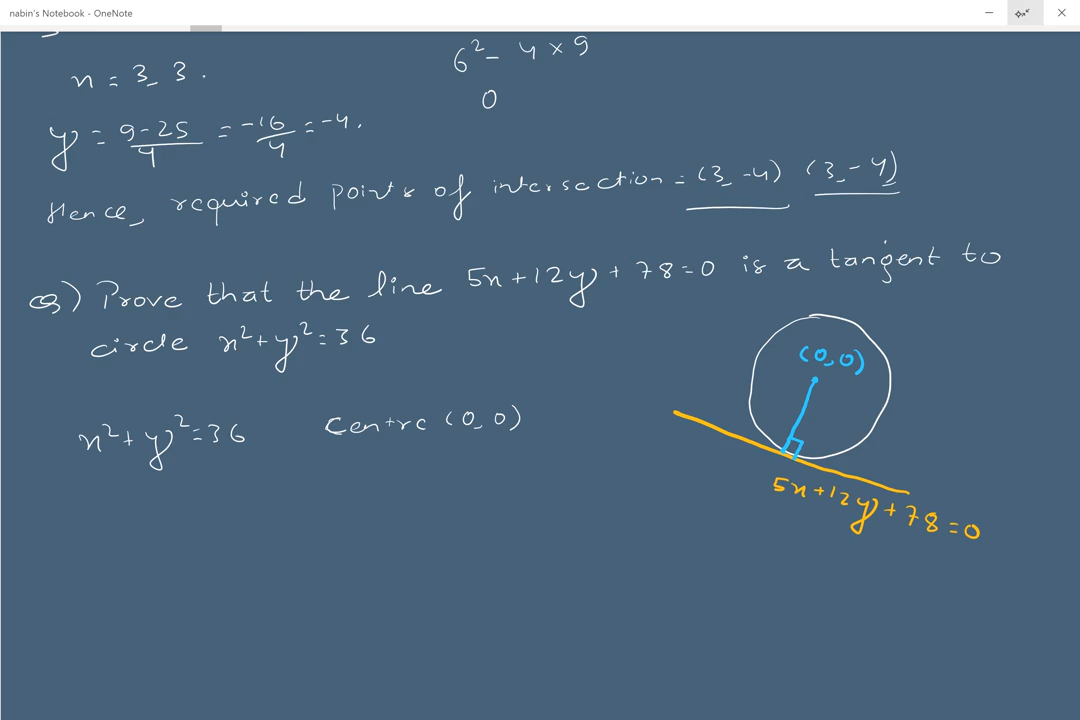 nabin's Notebook - OneNote
x = 3, 3.
6² - 4 × 9
0
y = 9-25/4 = -16/4 = -4.
Hence, required points of intersection = (3, -4) (3, -4)
Q) Prove that the line 5x+12y+78=0 is a tangent to
circle x²+y²=36
(0,0)
x²+y²=36 Centre (0,0)
5x+12y+78=0